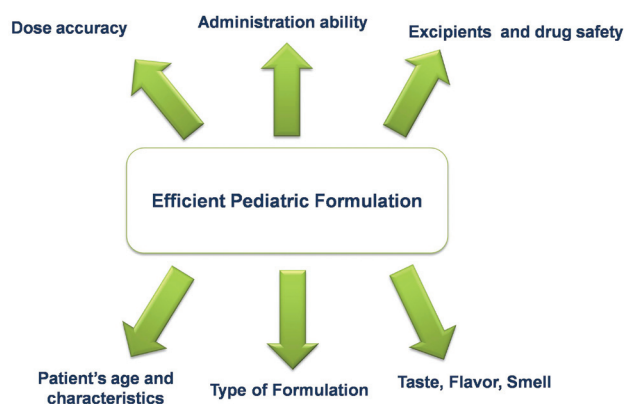 Dose accuracy
Administration ability
Excipients and drug safety
Efficient Pediatric Formulation
Patient's age and
characteristics
Type of Formulation
Taste, Flavor, Smell